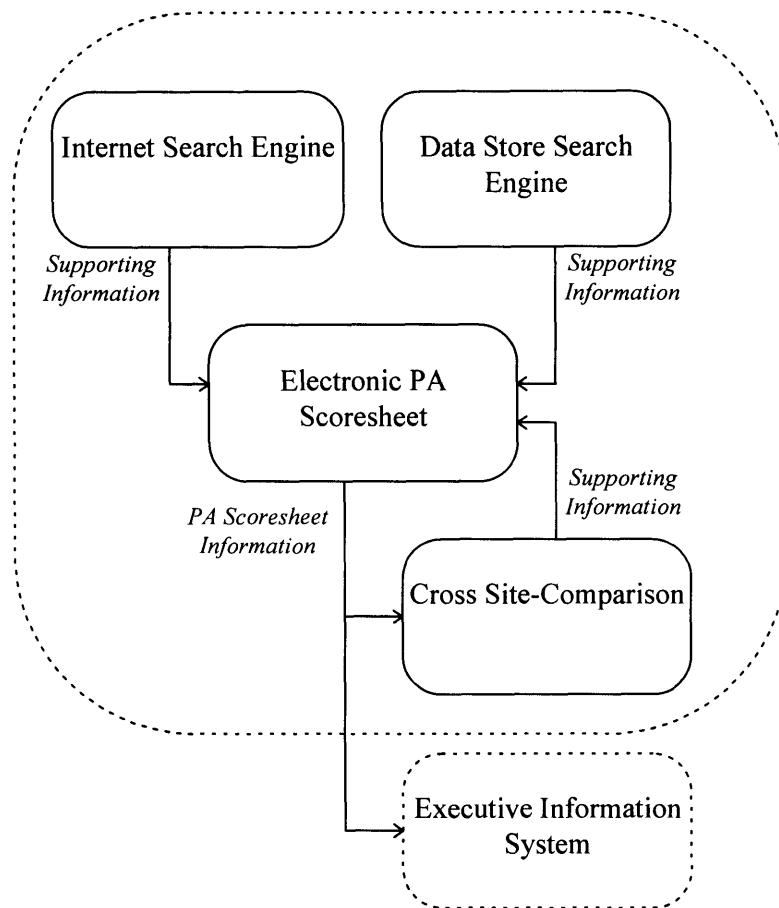 Internet Search Engine
Data Store Search
Engine
Supporting
Information
Supporting
Information
Electronic PA
Scoresheet
PA Scoresheet
Information
Supporting
Information
Cross Site-Comparison
Executive Information
System